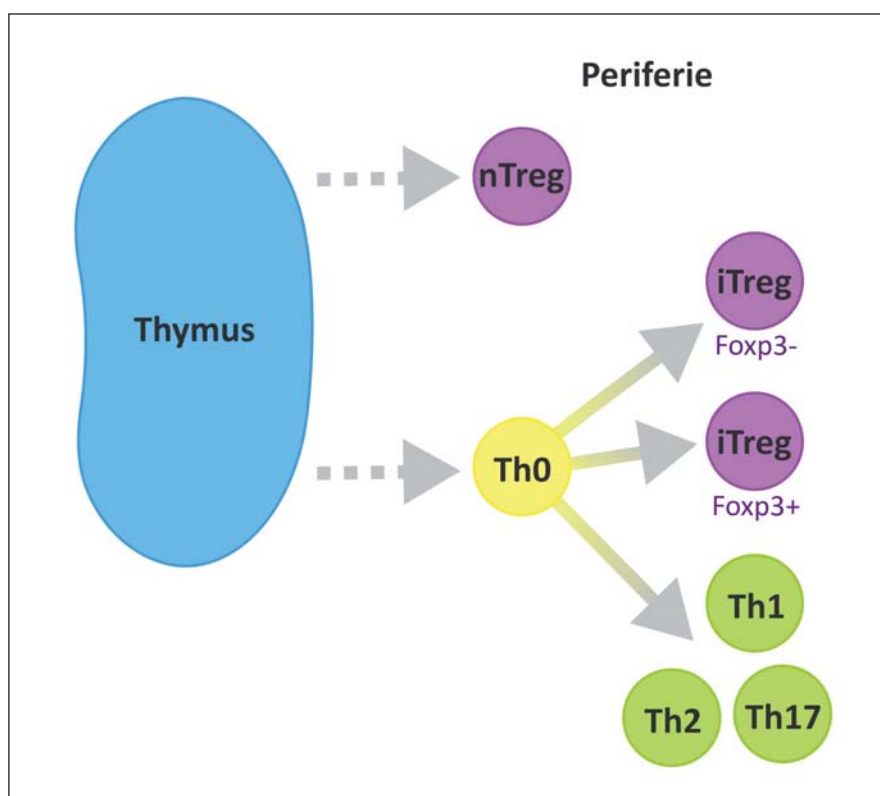 Periferie
nTreg
Thymus
iTreg
Foxp3-
Th0
iTreg
Foxp3+
Th1
Th2
Th17